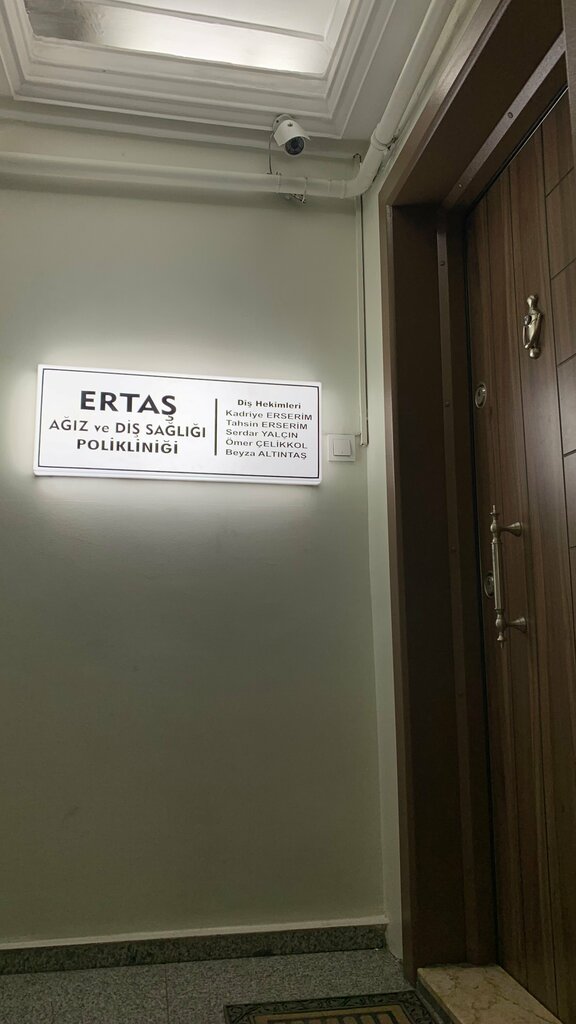 ERTAŞ
AĞIZ ve DİŞ SAĞLIĞI
POLİKLİNİĞİ
Diş Hekimleri
Kadriye ERSERİM
Tahsin ERSERİM
Serdar YALÇIN
Ömer ÇELİKKOL
Beyza ALTINTAŞ